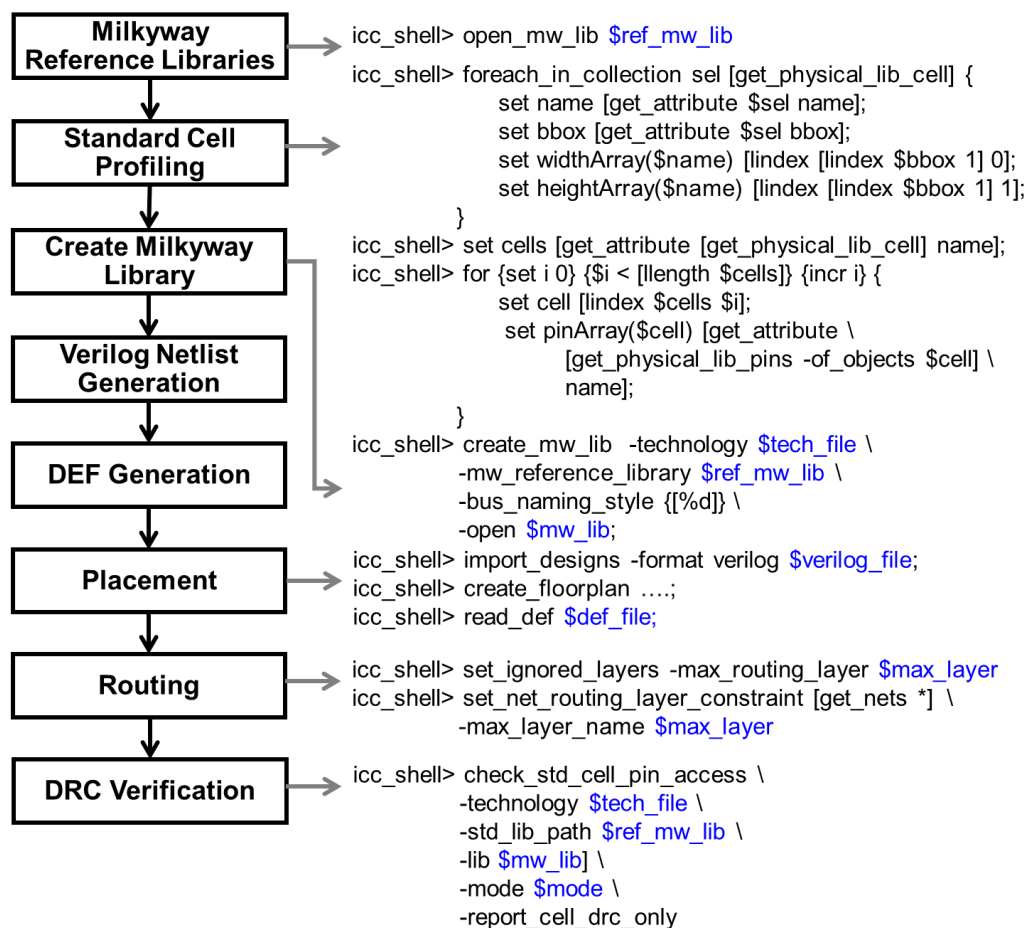 Milkyway
Reference Libraries
Standard Cell
Profiling
Create Milkyway
Library
Verilog Netlist
Generation
DEF Generation
Placement
Routing
DRC Verification
icc_shell> open_mw_lib $ref_mw_lib
icc_shell> foreach_in_collection sel [get_physical_lib_cell] {
set name [get_attribute $sel name];
set bbox [get_attribute $sel bbox];
set widthArray($name) [lindex [lindex $bbox 1] 0];
set heightArray($name) [lindex [lindex $bbox 1] 1];
}
icc_shell> set cells [get_attribute [get_physical_lib_cell] name];
icc_shell> for {set i 0} {$i < [llength $cells]} {incr i} {
set cell [lindex $cells $i];
set pinArray($cell) [get_attribute \
[get_physical_lib_pins -of_objects $cell] \
name];
}
icc_shell> create_mw_lib -technology $tech_file \
-mw_reference_library $ref_mw_lib \
-bus_naming_style {[%d]} \
-open $mw_lib;
icc_shell> import_designs -format verilog $verilog_file;
icc_shell> create_floorplan ….;
icc_shell> read_def $def_file;
icc_shell> set_ignored_layers -max_routing_layer $max_layer
icc_shell> set_net_routing_layer_constraint [get_nets *] \
-max_layer_name $max_layer
icc_shell> check_std_cell_pin_access \
-technology $tech_file \
-std_lib_path $ref_mw_lib \
-lib $mw_lib] \
-mode $mode \
-report_cell_drc_only